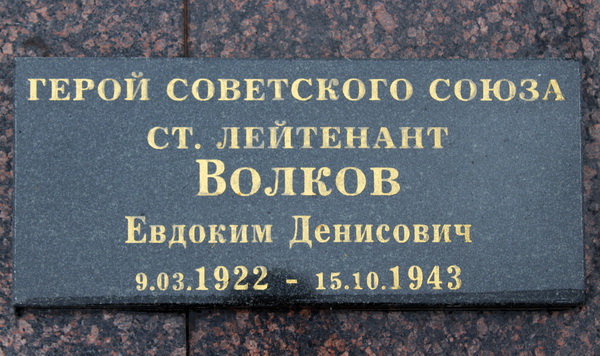 ГЕРОЙ СОВЕТСКОГО СОЮЗА
СТ. ЛЕЙТЕНАНТ
ВОЛКОВ
ЕВДОКИМ ДЕНИСОВИЧ
9.03.1922 - 15.10.1943